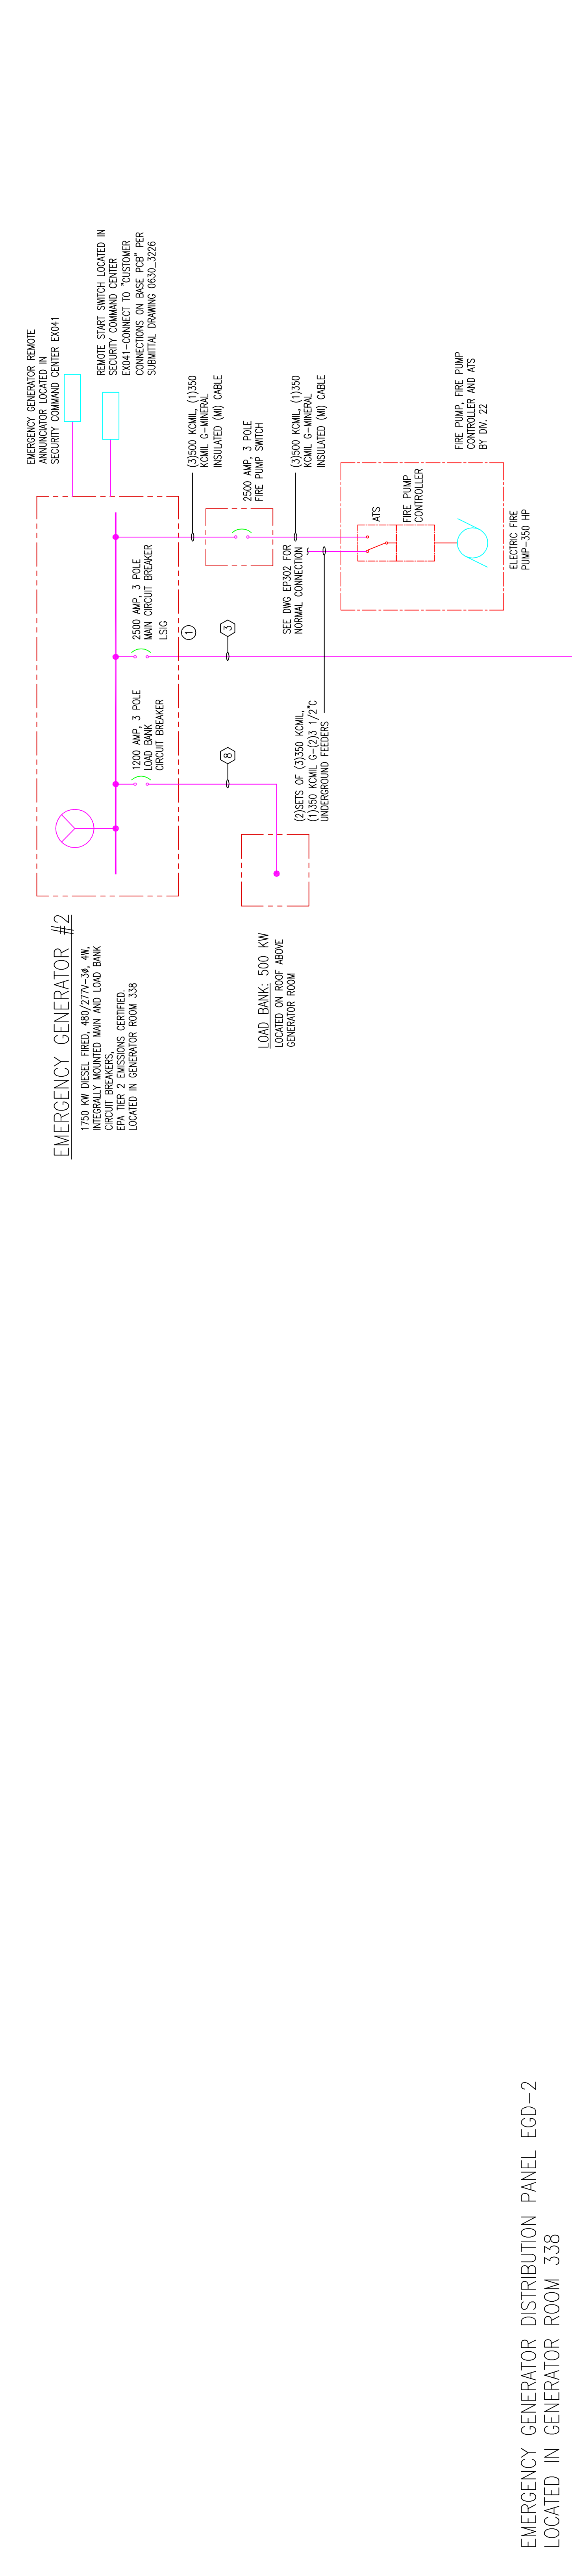 EMERGENCY GENERATOR REMOTE
ANNUNCIATOR LOCATED IN
SECURITY COMMAND CENTER EX041
REMOTE START SWITCH LOCATED IN
SECURITY COMMAND CENTER
EX041-CONNECT TO "CUSTOMER
CONNECTIONS ON BASE PCB" PER
SUBMITTAL DRAWING 0630_3226
(3)500 KCMIL, (1)350
KCMIL G-MINERAL
INSULATED (MI) CABLE
2500 AMP, 3 POLE
FIRE PUMP SWITCH
(3)500 KCMIL, (1)350
KCMIL G-MINERAL
INSULATED (MI) CABLE
FIRE PUMP, FIRE PUMP
CONTROLLER AND ATS
BY DIV. 22
ATS
FIRE PUMP
CONTROLLER
ELECTRIC FIRE
PUMP-350 HP
SEE DWG EP302 FOR
NORMAL CONNECTION
2500 AMP, 3 POLE
MAIN CIRCUIT BREAKER
LSIG
1
3
1200 AMP, 3 POLE
LOAD BANK
CIRCUIT BREAKER
8
(2)SETS OF (3)350 KCMIL,
(1)350 KCMIL G-(2)3 1/2"C
UNDERGROUND FEEDERS
EMERGENCY GENERATOR #2
1750 KW DIESEL FIRED, 480/277V-3ø, 4W,
INTEGRALLY MOUNTED MAIN AND LOAD BANK
CIRCUIT BREAKERS,
EPA TIER 2 EMISSIONS CERTIFIED.
LOCATED IN GENERATOR ROOM 338
LOAD BANK: 500 KW
LOCATED ON ROOF ABOVE
GENERATOR ROOM
EMERGENCY GENERATOR DISTRIBUTION PANEL EGD-2
LOCATED IN GENERATOR ROOM 338